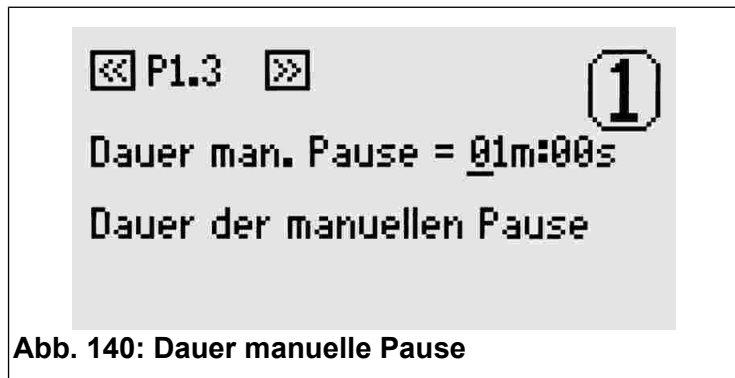 << P1.3 >> 1
Dauer man. Pause = 01m:00s
Dauer der manuellen Pause
Abb. 140: Dauer manuelle Pause